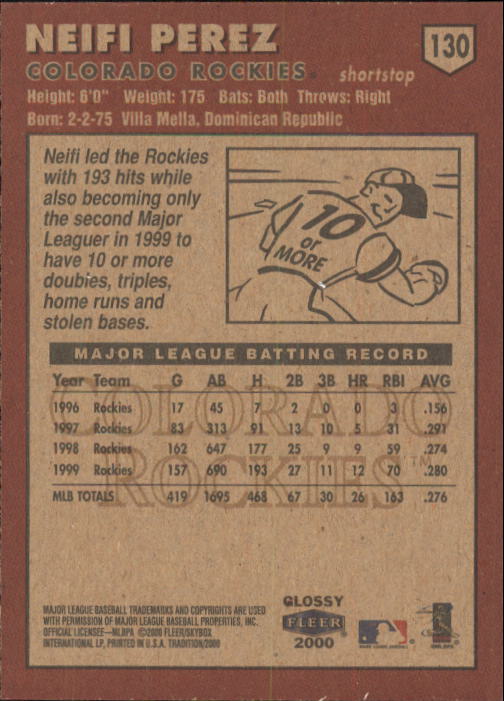 NEIFI PEREZ
130
COLORADO ROCKIES
shortstop
Height: 6'0" Weight: 175 Bats: Both Throws: Right
Born: 2-2-75 Villa Mella, Dominican Republic
Neifi led the Rockies
with 193 hits while
also becoming only
the second Major
Leaguer in 1999 to
have 10 or more
doubies, triples,
home runs and
stolen bases.
10
OR
MORE
MAJOR LEAGUE BATTING RECORD
Year Team G AB H 2B 3B HR RBI AVG
1996 Rockies 17 45 7 2 0 0 3 .156
1997 Rockies 83 313 91 13 10 5 31 .291
1998 Rockies 162 647 177 25 9 9 59 .274
1999 Rockies 157 690 193 27 11 12 70 .280
MLB TOTALS 419 1695 468 67 30 26 163 .276
COLORADO
ROCKIES™
MAJOR LEAGUE BASEBALL TRADEMARKS AND COPYRIGHTS ARE USED
WITH PERMISSION OF MAJOR LEAGUE BASEBALL PROPERTIES, INC.
OFFICIAL LICENSEE—MLBPA ©2000 FLEER/SKYBOX
INTERNATIONAL LP, PRINTED IN U.S.A. TRADITION/2000
GLOSSY
FLEER
2000